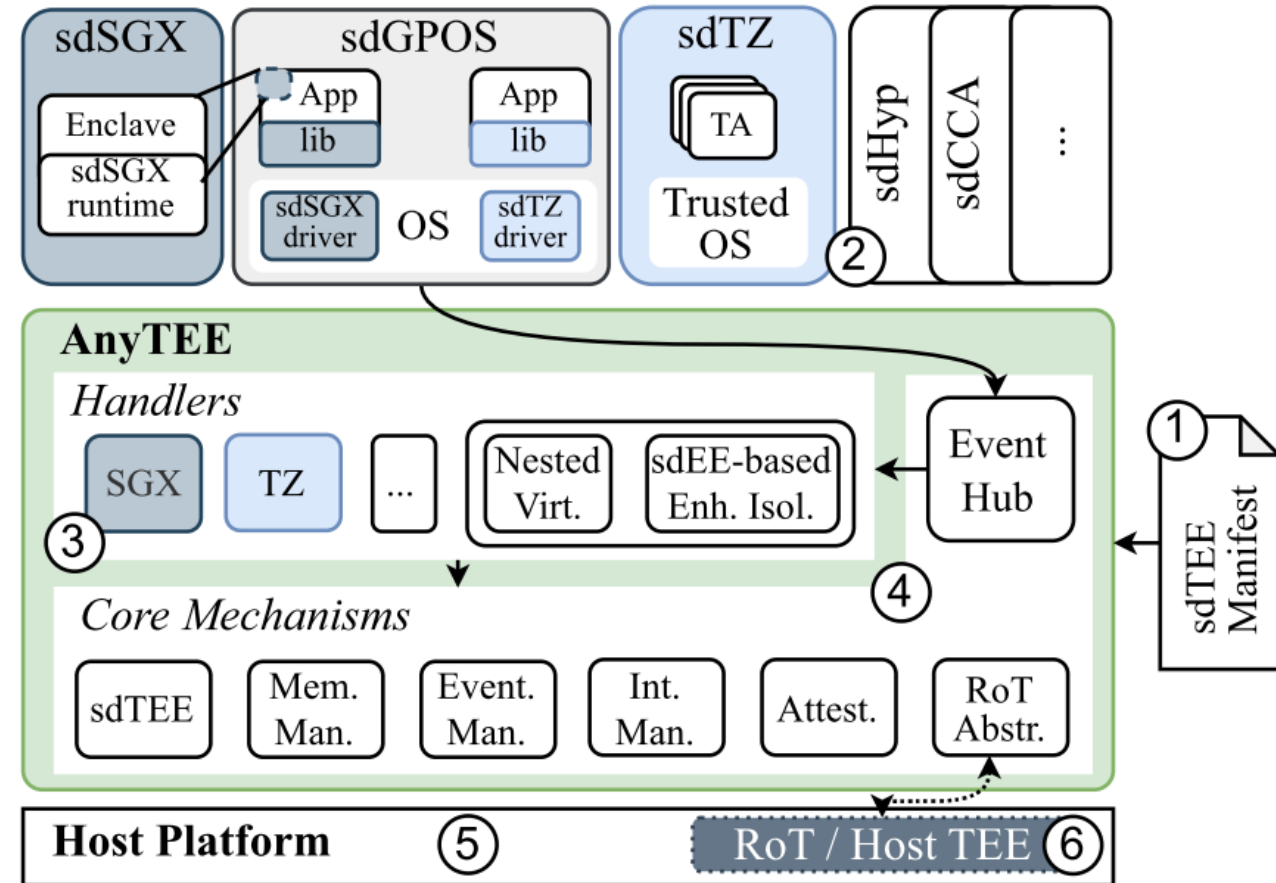 sdSGX
Enclave
sdSGX
runtime
sdGPOS
App
lib
App
lib
sdSGX
driver
OS
sdTZ
driver
sdTZ
TA
Trusted
OS
2
sdHyp
sdCCA
...
AnyTEE
Handlers
SGX
TZ
...
Nested
Virt.
sdEE-based
Enh. Isol.
3
Event
Hub
4
1
sdTEE
Manifest
Core Mechanisms
sdTEE
Mem.
Man.
Event.
Man.
Int.
Man.
Attest.
RoT
Abstr.
Host Platform
5
RoT / Host TEE
6